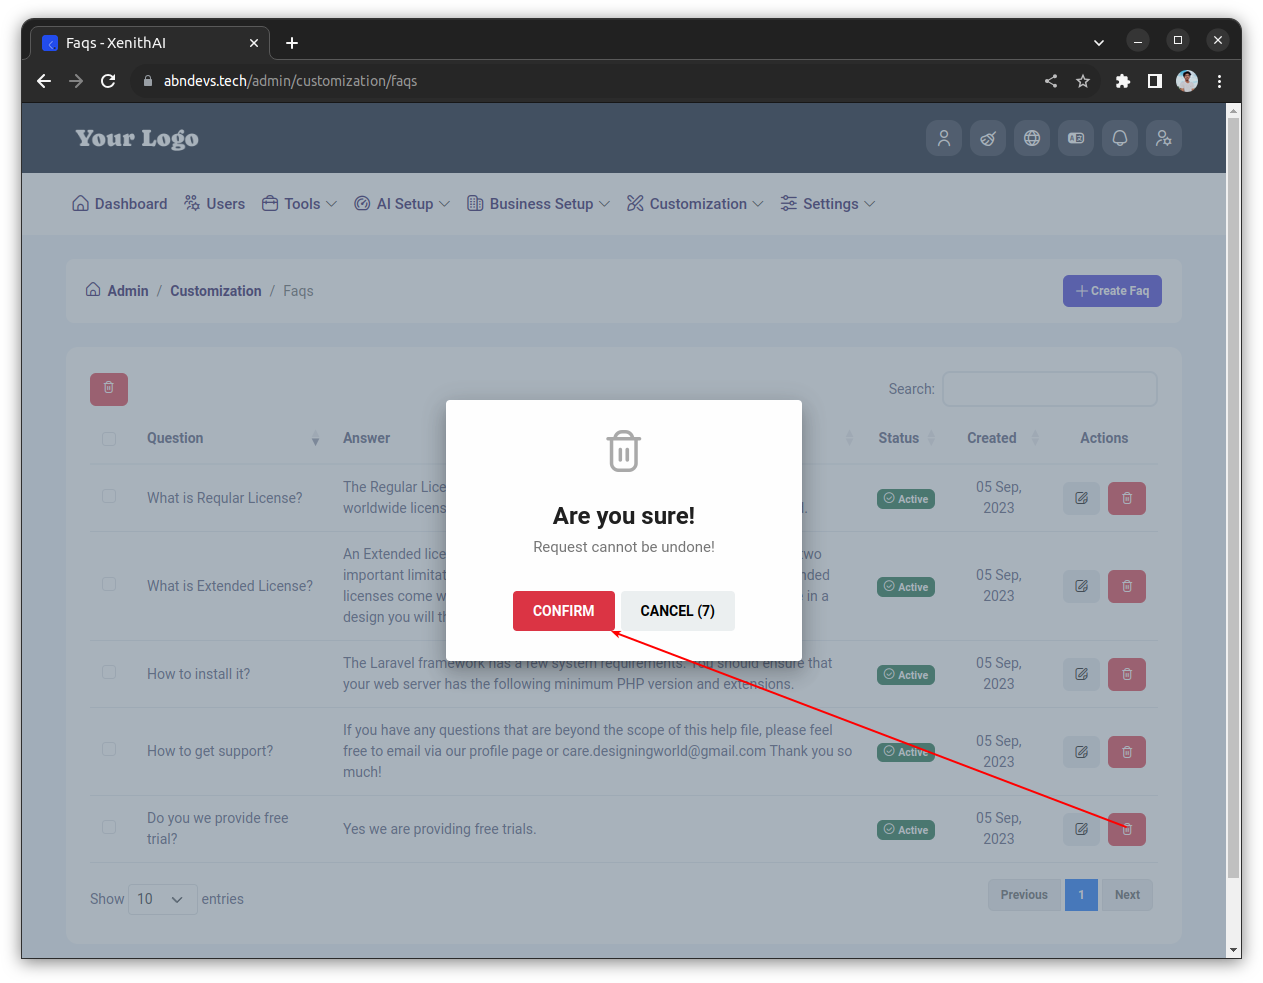 Faqs - XenithAI
abndevs.tech/admin/customization/faqs
Your Logo
Dashboard Users Tools AI Setup Business Setup Customization Settings
Admin / Customization / Faqs
Create Faq
Search:
Question Answer Status Created Actions
What is Reqular License?
The Regular Lice
worldwide licens
Active
05 Sep,
2023
What is Extended License?
An Extended lice two
important limitat nded
licenses come w e in a
design you will th
Active
05 Sep,
2023
Are you sure!
Request cannot be undone!
CONFIRM CANCEL (7)
How to install it?
The Laravel framework has a few system requirements. You should ensure that
your web server has the following minimum PHP version and extensions.
Active
05 Sep,
2023
How to get support?
If you have any questions that are beyond the scope of this help file, please feel
free to email via our profile page or care.designingworld@gmail.com Thank you so
much!
Active
05 Sep,
2023
Do you we provide free
trial?
Yes we are providing free trials.
Active
05 Sep,
2023
Show 10 entries
Previous 1 Next